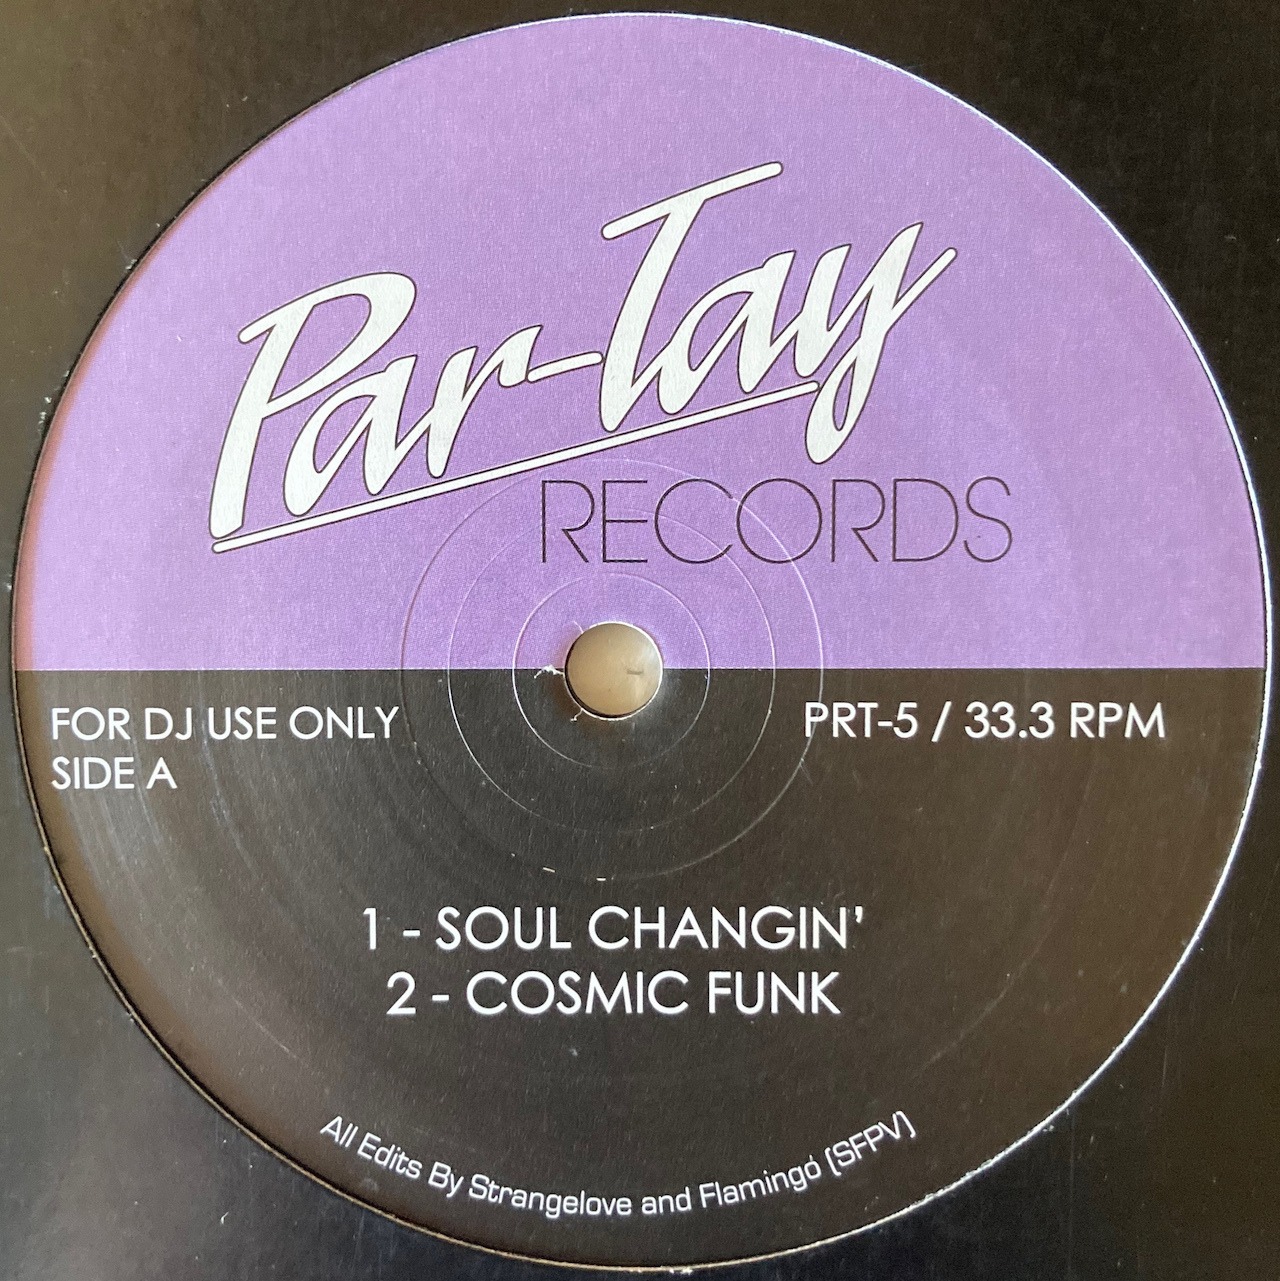 Par-Tay
RECORDS
FOR DJ USE ONLY
SIDE A
PRT-5 / 33.3 RPM
1 - SOUL CHANGIN’
2 - COSMIC FUNK
All Edits By Strangelove and Flamingó (SFPV)